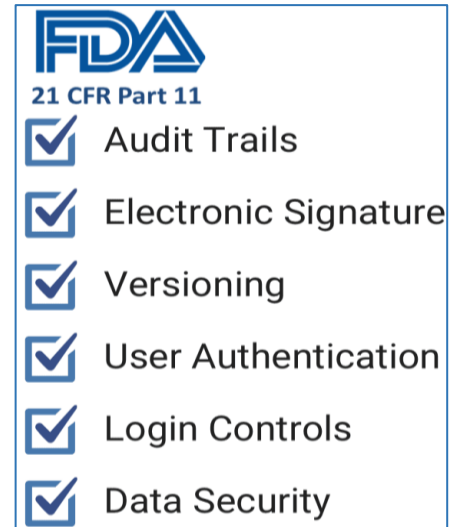 FDA
21 CFR Part 11
Audit Trails
Electronic Signature
Versioning
User Authentication
Login Controls
Data Security